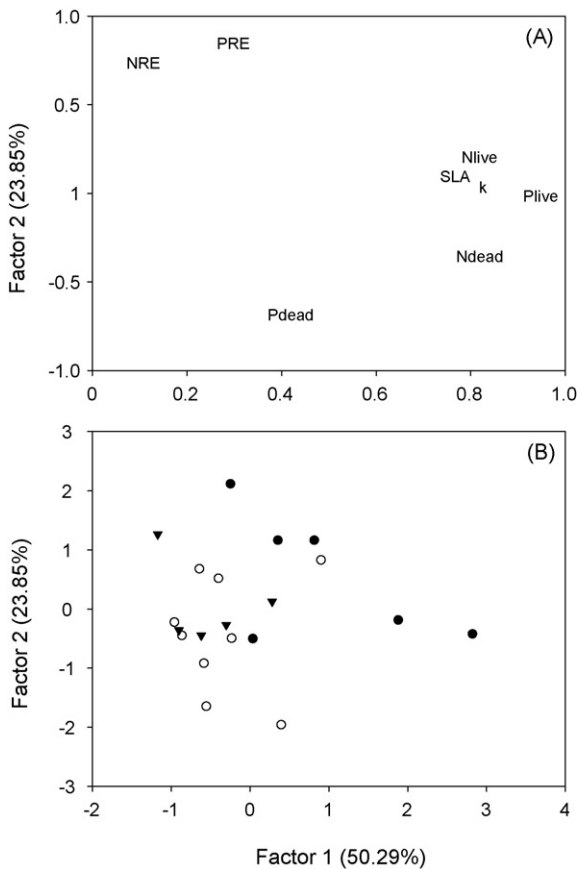 1.0
(A)
PRE
NRE
0.5
Nlive
SLA
k
1
Plive
Ndead
-0.5
Pdead
-1.0
0
0.2
0.4
0.6
0.8
1.0
Factor 2 (23.85%)
3
(B)
2
1
0
-1
-2
-3
-2
-1
0
1
2
3
4
Factor 2 (23.85%)
Factor 1 (50.29%)